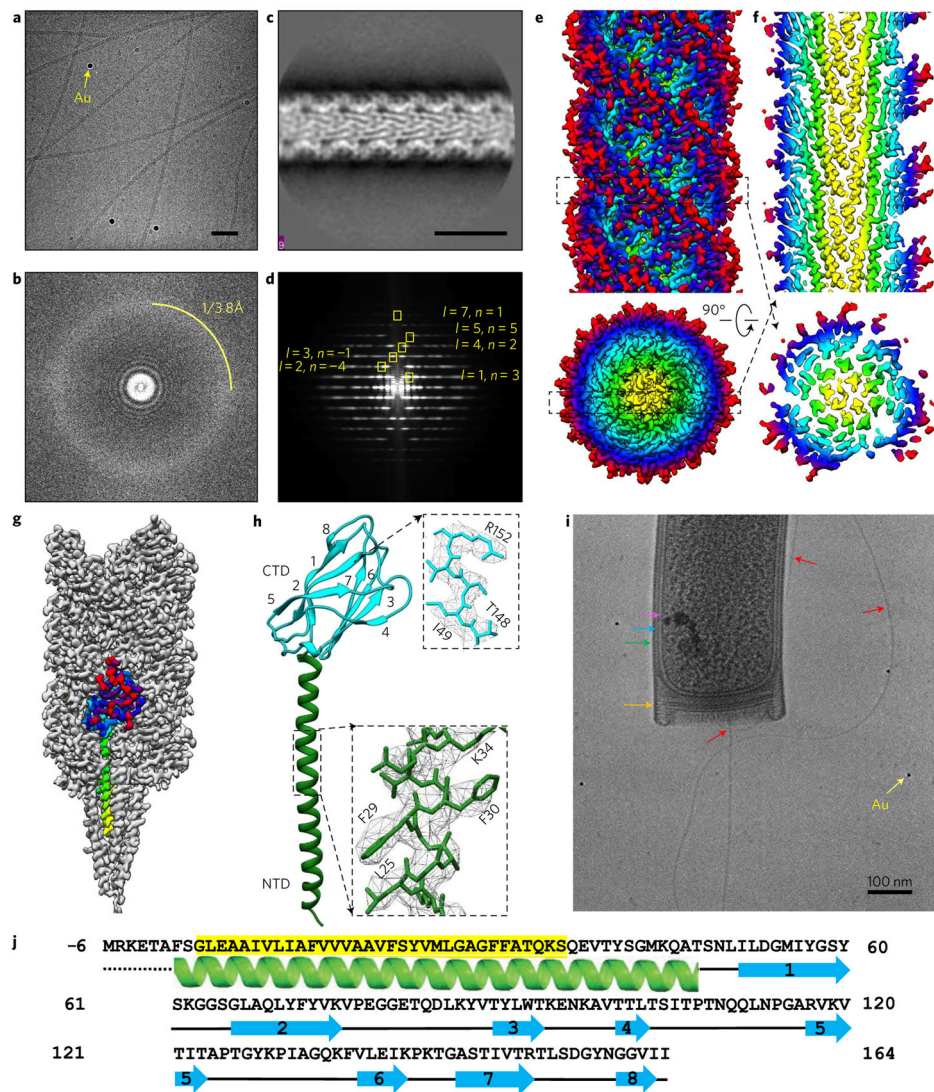 a
Au
c
9
b
1/3.8Å
d
l = 7, n = 1
l = 5, n = 5
l = 4, n = 2
l = 3, n = −1
l = 2, n = −4
l = 1, n = 3
e
f
90°
g
h
8
1
CTD
2
6
7
5
3
4
R152
T148
I49
K34
F29
F30
L25
NTD
i
Au
100 nm
j
−6 MRKETAFSGLEAAIVLIAFVVVAAVFSYVMLGAGFFATQKSQEVTYSGMKQATSNLILDGMIYGSY 60
1
61 SKGGSGLAQLYFYVKVPEGGETQDLKYVTYLWTKENKAVTTLTSITPTNQQLNPGARVKV 120
2 3 4 5
121 TITAPTGYKPIAGQKFVLEIKPKTGASTIVTRTLSDGYNGGVII 164
5 6 7 8